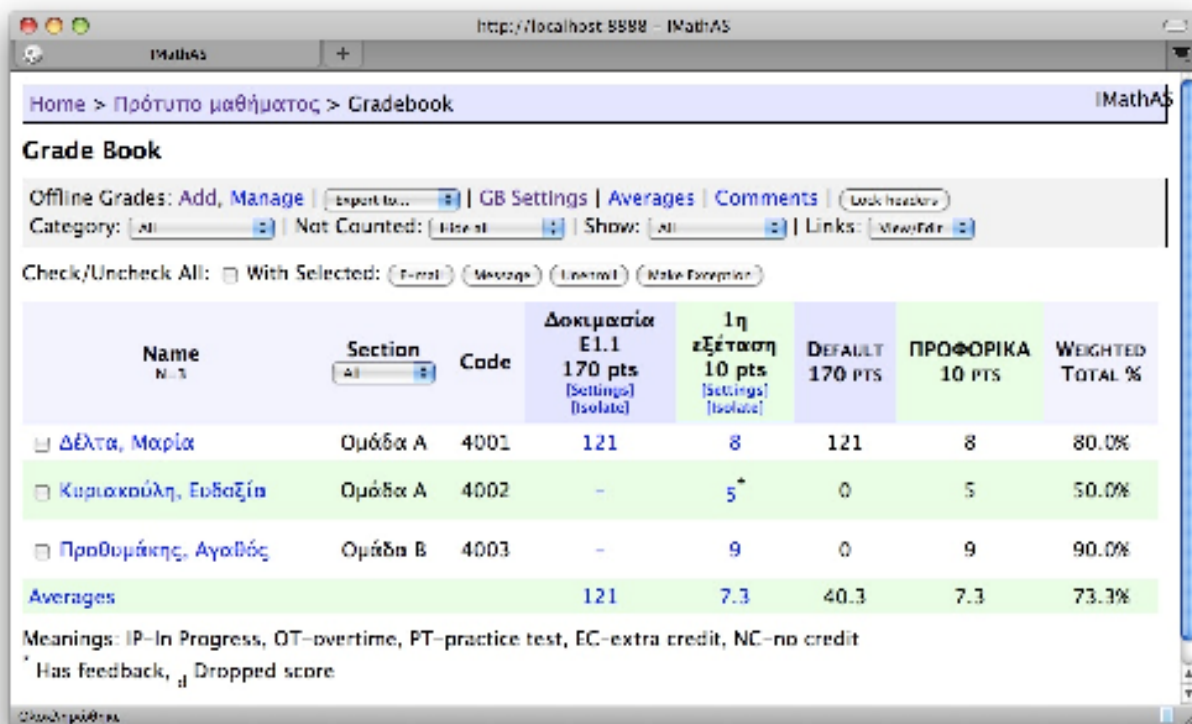 http://localhost:8888 – IMathAS
IMathAS +
Home > Πρότυπο μαθήματος > Gradebook IMathAS
Grade Book
Offline Grades: Add, Manage | Export to... | GB Settings | Averages | Comments | Lock headers
Category: All | Not Counted: Hide all | Show: All | Links: View/Edit
Check/Uncheck All: With Selected: E-mail Message Unenroll Make Exception
Name
N=3
Section
All
Code
Δοκιμασία
Ε1.1
170 pts
[Settings]
[Isolate]
1η
εξέταση
10 pts
[Settings]
[Isolate]
DEFAULT
170 PTS
ΠΡΟΦΟΡΙΚΑ
10 PTS
WEIGHTED
TOTAL %
Δέλτα, Μαρία Ομάδα Α 4001 121 8 121 8 80.0%
Κυριακούλη, Ευδοξία Ομάδα Α 4002 - 5* 0 5 50.0%
Προθυμάκης, Αγαθός Ομάδα Β 4003 - 9 0 9 90.0%
Averages 121 7.3 40.3 7.3 73.3%
Meanings: IP-In Progress, OT-overtime, PT-practice test, EC-extra credit, NC-no credit
* Has feedback, d Dropped score
Ολοκληρώθηκε